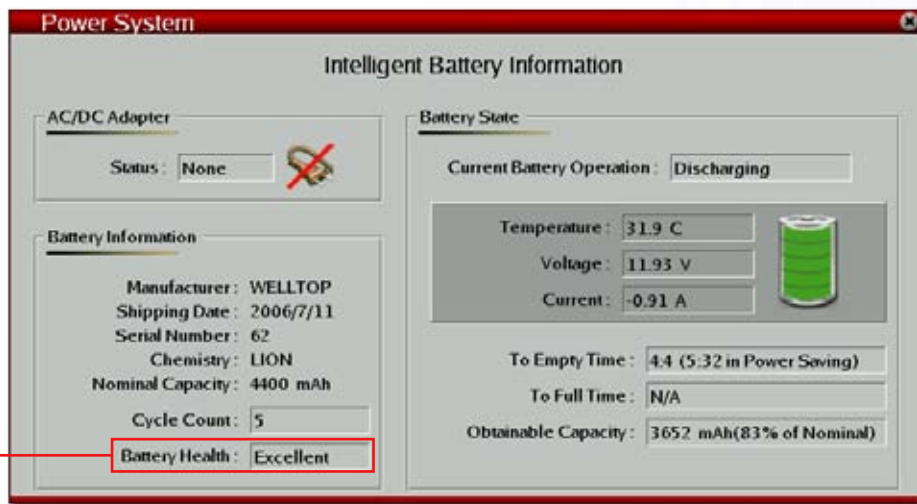 Power System
Intelligent Battery Information
AC/DC Adapter
Status : None
Battery Information
Manufacturer : WELLTOP
Shipping Date : 2006/7/11
Serial Number : 62
Chemistry : LION
Nominal Capacity : 4400 mAh
Cycle Count : 5
Battery Health : Excellent
Battery State
Current Battery Operation : Discharging
Temperature : 31.9 C
Voltage : 11.93 V
Current : -0.91 A
To Empty Time : 4:4 (5:32 in Power Saving)
To Full Time : N/A
Obtainable Capacity : 3652 mAh(83% of Nominal)